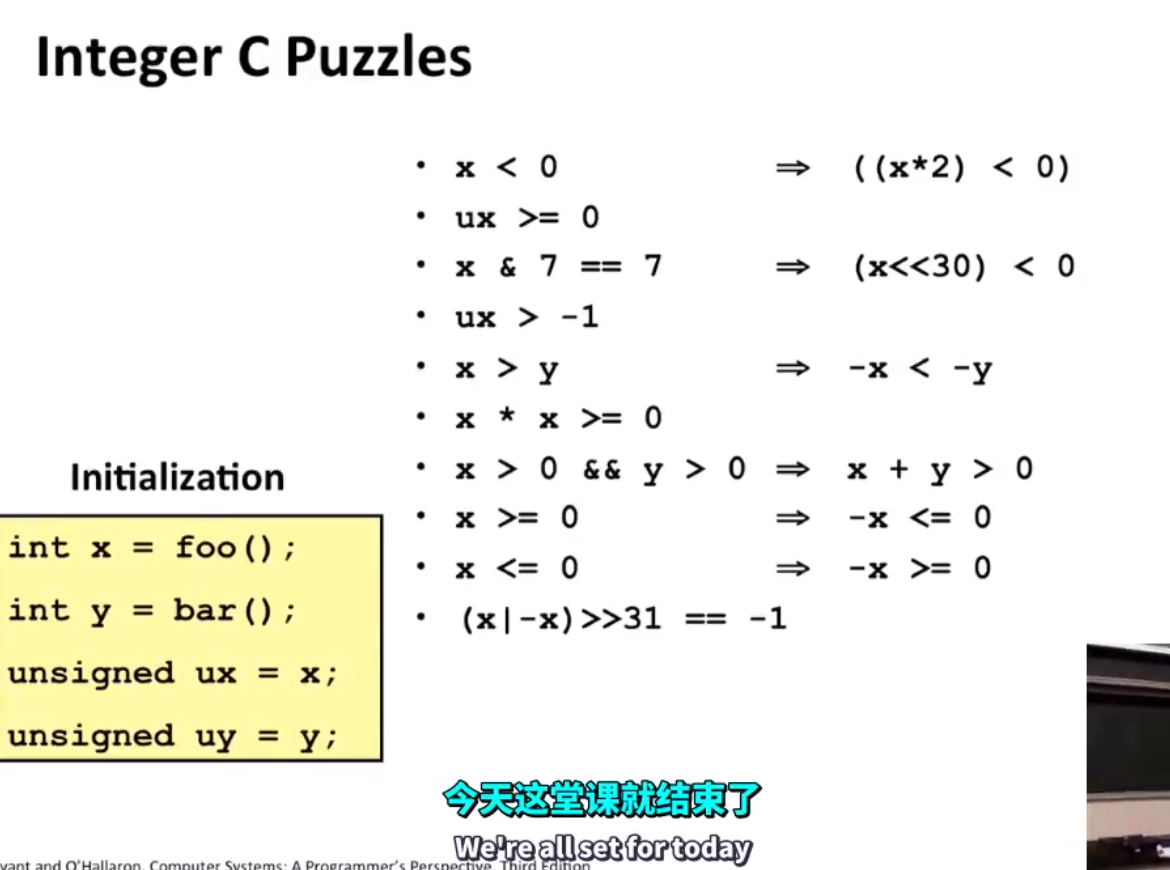 Integer C Puzzles
• x < 0 ⇒ ((x*2) < 0)
• ux >= 0
• x & 7 == 7 ⇒ (x<<30) < 0
• ux > -1
• x > y ⇒ -x < -y
• x * x >= 0
• x > 0 && y > 0 ⇒ x + y > 0
• x >= 0 ⇒ -x <= 0
• x <= 0 ⇒ -x >= 0
• (x|-x)>>31 == -1
Initialization
int x = foo();
int y = bar();
unsigned ux = x;
unsigned uy = y;
今天这堂课就结束了
We're all set for today
and O'Hallaron, Computer Systems: A Programmer's Perspective, Third Edition